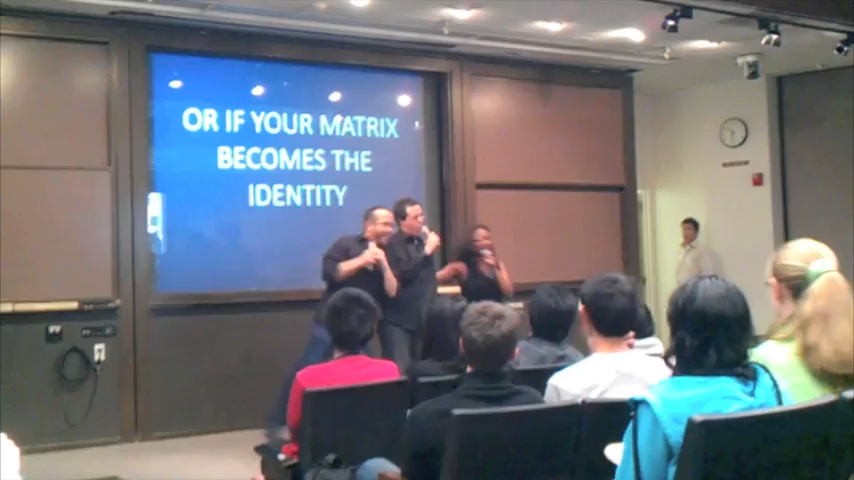 OR IF YOUR MATRIX
BECOMES THE
IDENTITY